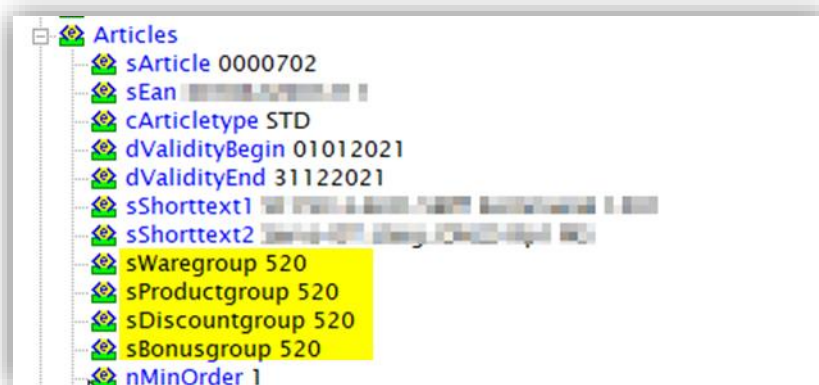 Articles
sArticle 0000702
sEan
cArticletype STD
dValidityBegin 01012021
dValidityEnd 31122021
sShorttext1
sShorttext2
sWaregroup 520
sProductgroup 520
sDiscountgroup 520
sBonusgroup 520
nMinOrder 1